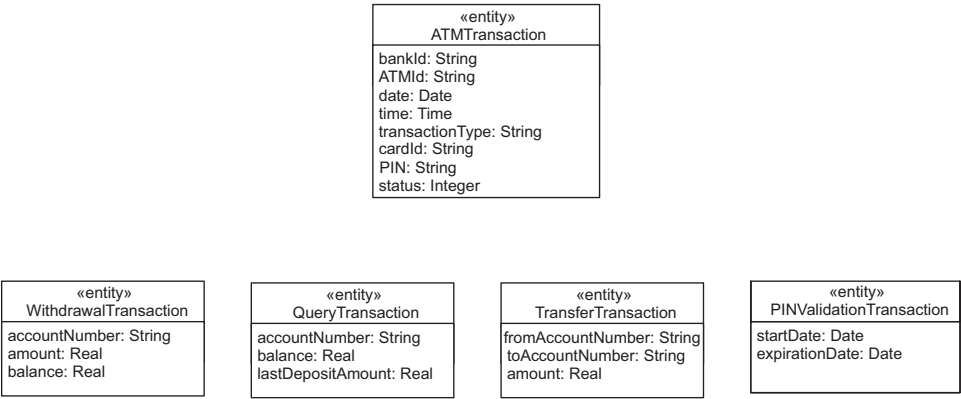 «entity»
ATMTransaction
bankId: String
ATMId: String
date: Date
time: Time
transactionType: String
cardId: String
PIN: String
status: Integer
«entity»
WithdrawalTransaction
accountNumber: String
amount: Real
balance: Real
«entity»
QueryTransaction
accountNumber: String
balance: Real
lastDepositAmount: Real
«entity»
TransferTransaction
fromAccountNumber: String
toAccountNumber: String
amount: Real
«entity»
PINValidationTransaction
startDate: Date
expirationDate: Date